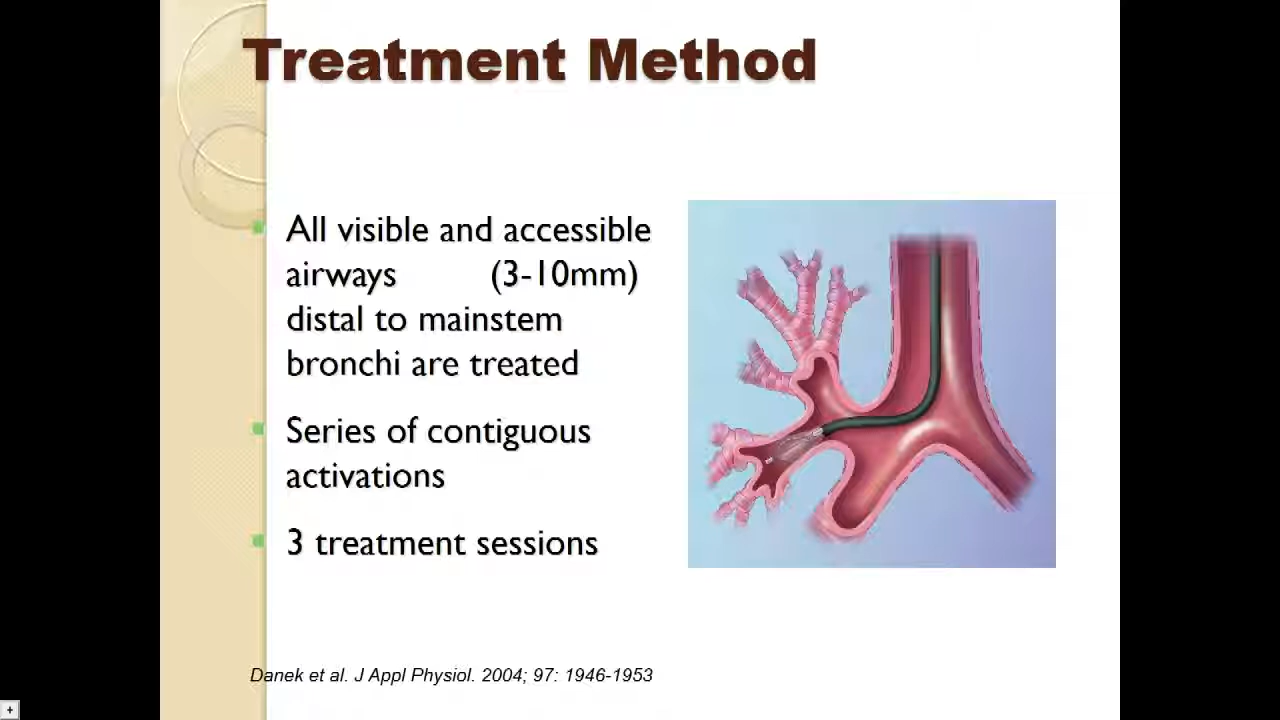 Treatment Method
All visible and accessible
airways (3-10mm)
distal to mainstem
bronchi are treated
Series of contiguous
activations
3 treatment sessions
Danek et al. J Appl Physiol. 2004; 97: 1946-1953
+